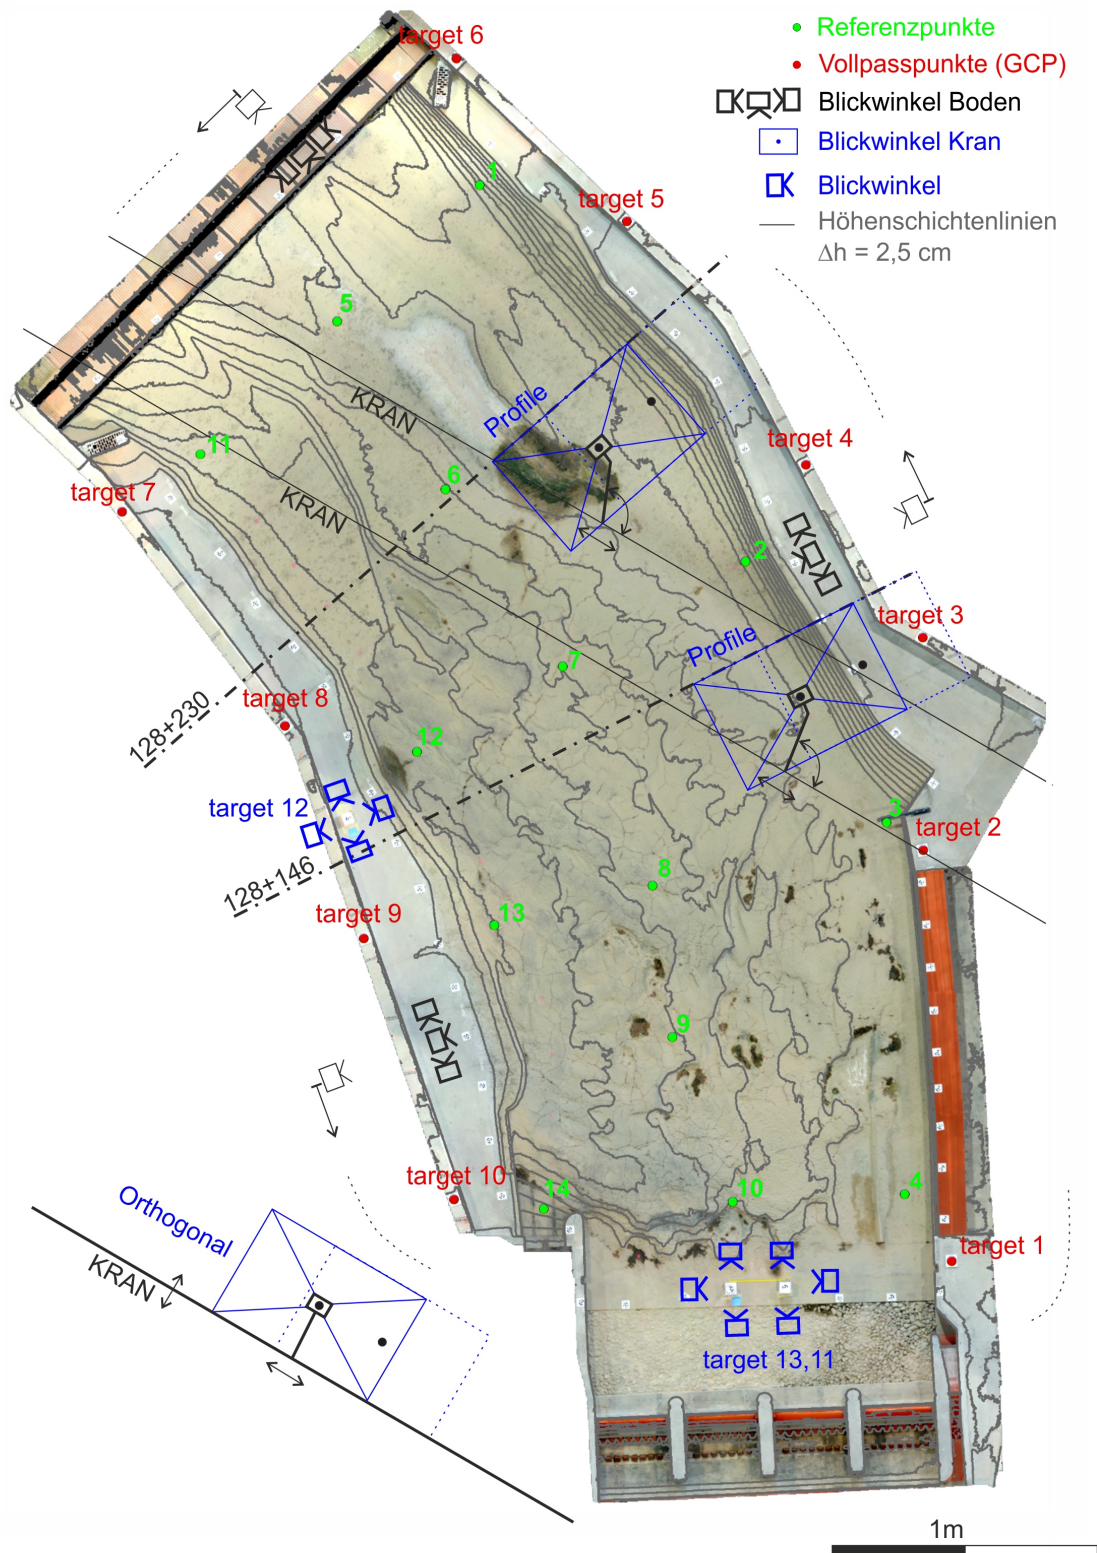 target 6
Referenzpunkte
Vollpasspunkte (GCP)
Blickwinkel Boden
Blickwinkel Kran
Blickwinkel
Höhenschichtenlinien
Δh = 2,5 cm
1
target 5
5
KRAN
Profile
target 4
11
6
target 7
KRAN
2
target 3
Profile
7
target 8
128+230
12
target 12
3
target 2
8
128+146
target 9
13
9
target 10
14
10
4
Orthogonal
KRAN
target 1
target 13,11
1m